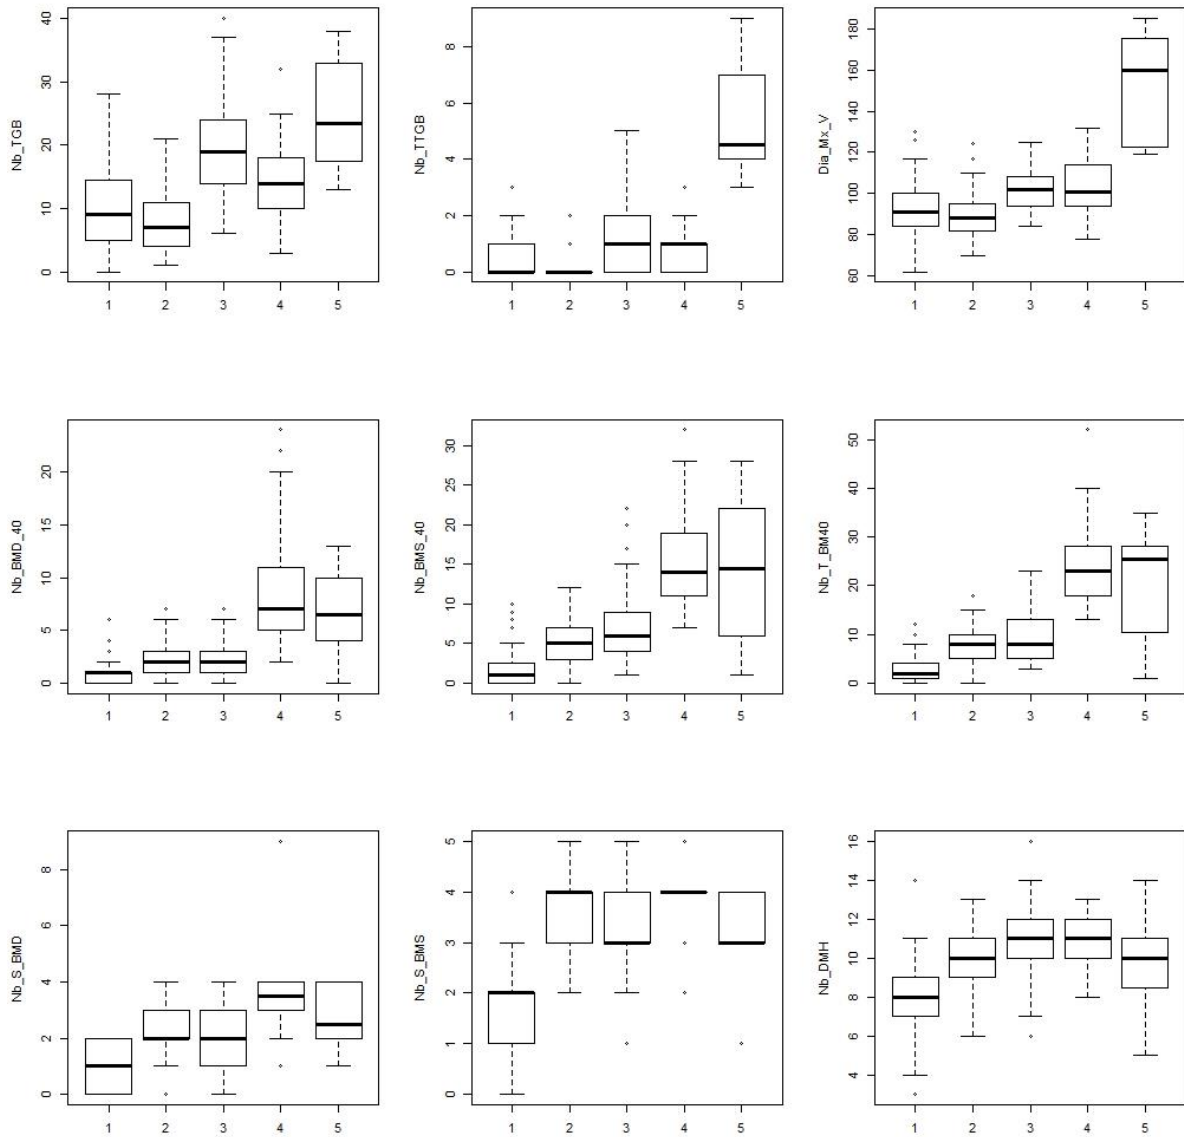 Nb_TGB
0 10 20 30 40
1 2 3 4 5
Nb_TTGB
0 2 4 6 8
1 2 3 4 5
Dia_Mx_V
60 80 100 120 140 160 180
1 2 3 4 5
Nb_BMD_40
0 5 10 15 20
1 2 3 4 5
Nb_BMS_40
0 5 10 15 20 25 30
1 2 3 4 5
Nb_T_BM40
0 10 20 30 40 50
1 2 3 4 5
Nb_S_BMD
0 2 4 6 8
1 2 3 4 5
Nb_S_BMS
0 1 2 3 4 5
1 2 3 4 5
Nb_DMH
4 6 8 10 12 14 16
1 2 3 4 5